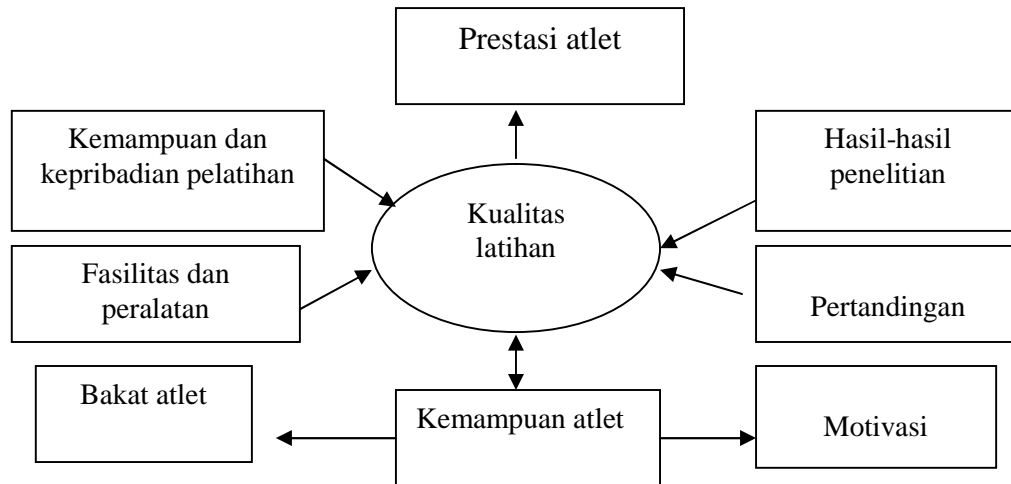 Prestasi atlet
Kemampuan dan
kepribadian pelatihan
Hasil-hasil
penelitian
Kualitas
latihan
Fasilitas dan
peralatan
Pertandingan
Bakat atlet
Kemampuan atlet
Motivasi